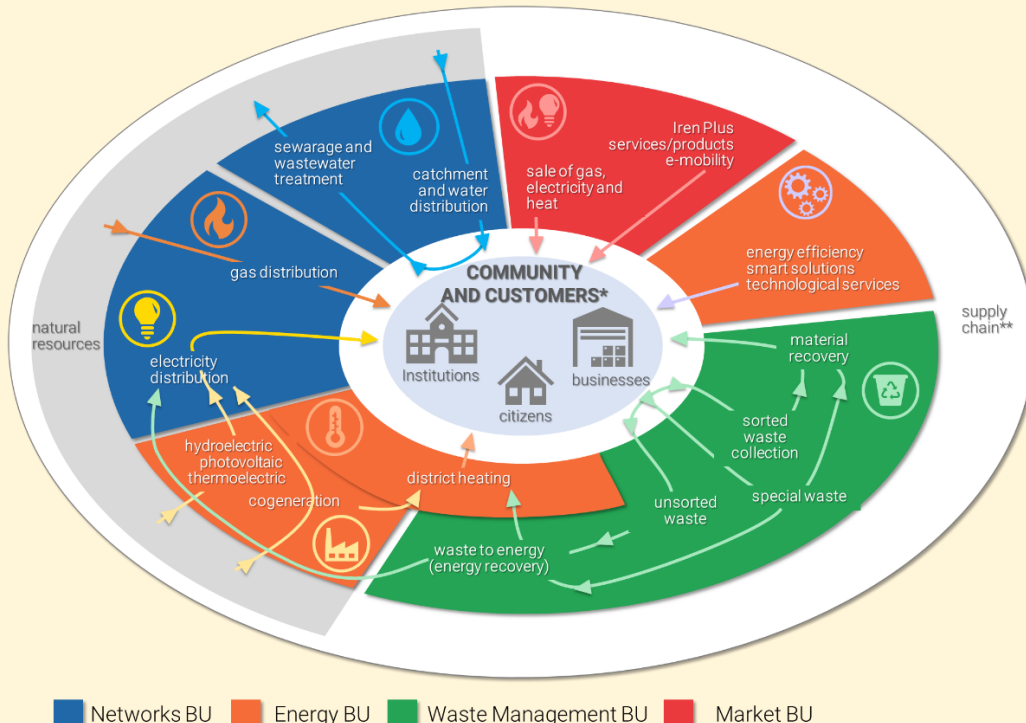 sewarage and
wastewater
treatment
catchment
and water
distribution
sale of gas,
electricity and
heat
Iren Plus
services/products
e-mobility
energy efficiency
smart solutions
technological services
gas distribution
COMMUNITY
AND CUSTOMERS*
Institutions
businesses
citizens
natural
resources
electricity
distribution
supply
chain**
material
recovery
sorted
waste
collection
special waste
unsorted
waste
hydroelectric
photovoltaic
thermoelectric
cogeneration
district heating
waste to energy
(energy recovery)
Networks BU
Energy BU
Waste Management BU
Market BU